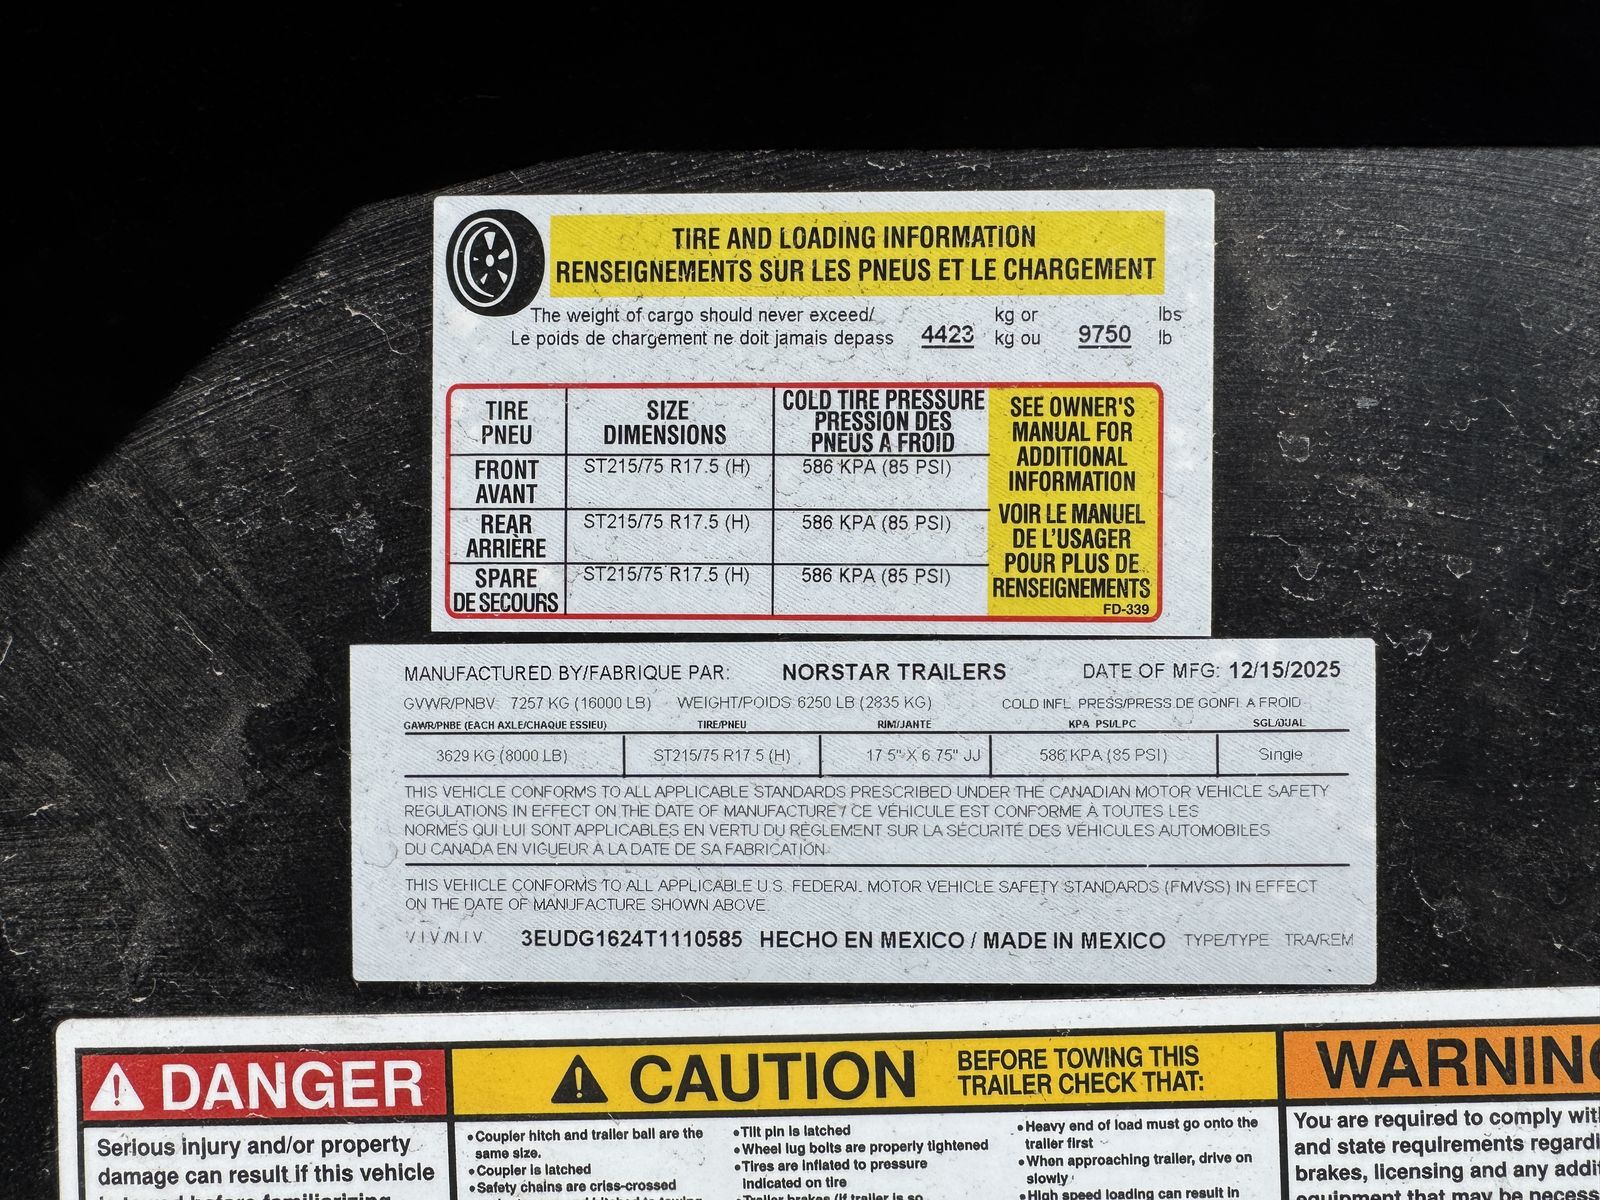 TIRE AND LOADING INFORMATION
RENSEIGNEMENTS SUR LES PNEUS ET LE CHARGEMENT
The weight of cargo should never exceed/ kg or lbs
Le poids de chargement ne doit jamais depass 4423 kg ou 9750 lb
TIRE SIZE COLD TIRE PRESSURE
PNEU DIMENSIONS PRESSION DES
PNEUS A FROID
FRONT ST215/75 R17.5 (H) 586 KPA (85 PSI)
AVANT
REAR ST215/75 R17.5 (H) 586 KPA (85 PSI)
ARRIÈRE
SPARE ST215/75 R17.5 (H) 586 KPA (85 PSI)
DE SECOURS
SEE OWNER'S
MANUAL FOR
ADDITIONAL
INFORMATION
VOIR LE MANUEL
DE L'USAGER
POUR PLUS DE
RENSEIGNEMENTS
FD-339
MANUFACTURED BY/FABRIQUE PAR: NORSTAR TRAILERS DATE OF MFG: 12/15/2025
GVWR/PNBV 7257 KG (16000 LB) WEIGHT/POIDS 6250 LB (2835 KG) COLD INFL. PRESS/PRESS.DE GONFL A FROID
GAWR/PNBE (EACH AXLE/CHAQUE ESSIEU) TIRE/PNEU RIM/JANTE KPA PSI/LPC SGL/DUAL
3629 KG (8000 LB) ST215/75 R17.5 (H) 17.5" X 6.75" JJ 586 KPA (85 PSI) Single
THIS VEHICLE CONFORMS TO ALL APPLICABLE STANDARDS PRESCRIBED UNDER THE CANADIAN MOTOR VEHICLE SAFETY
REGULATIONS IN EFFECT ON THE DATE OF MANUFACTURE / CE VÉHICULE EST CONFORME À TOUTES LES
NORMES QUI LUI SONT APPLICABLES EN VERTU DU RÈGLEMENT SUR LA SÉCURITÉ DES VÉHICULES AUTOMOBILES
DU CANADA EN VIGUEUR À LA DATE DE SA FABRICATION
THIS VEHICLE CONFORMS TO ALL APPLICABLE U.S. FEDERAL MOTOR VEHICLE SAFETY STANDARDS (FMVSS) IN EFFECT
ON THE DATE OF MANUFACTURE SHOWN ABOVE.
V.I.V./N.I.V. 3EUDG1624T1110585 HECHO EN MEXICO / MADE IN MEXICO TYPE/TYPE TRA/REM
DANGER
Serious injury and/or property
damage can result if this vehicle
CAUTION
BEFORE TOWING THIS
TRAILER CHECK THAT:
• Coupler hitch and trailer ball are the
same size.
• Coupler is latched
• Safety chains are criss-crossed
• Tilt pin is latched
• Wheel lug bolts are properly tightened
• Tires are inflated to pressure
indicated on tire
• Trailer brakes (if trailer is so
• Heavy end of load must go onto the
trailer first
• When approaching trailer, drive on
slowly
• High speed loading can result in
WARNING
You are required to comply with
and state requirements
brakes, licensing and any
equipment that may be